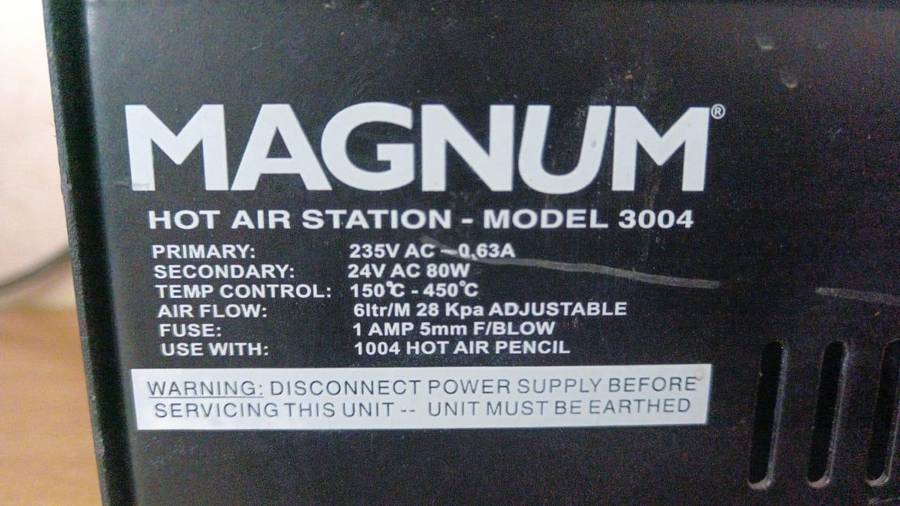 MAGNUM®
HOT AIR STATION - MODEL 3004
PRIMARY: 235V AC - 0.63A
SECONDARY: 24V AC 80W
TEMP CONTROL: 150°C - 450°C
AIR FLOW: 6ltr/M 28 Kpa ADJUSTABLE
FUSE: 1 AMP 5mm F/BLOW
USE WITH: 1004 HOT AIR PENCIL
WARNING: DISCONNECT POWER SUPPLY BEFORE
SERVICING THIS UNIT -- UNIT MUST BE EARTHED